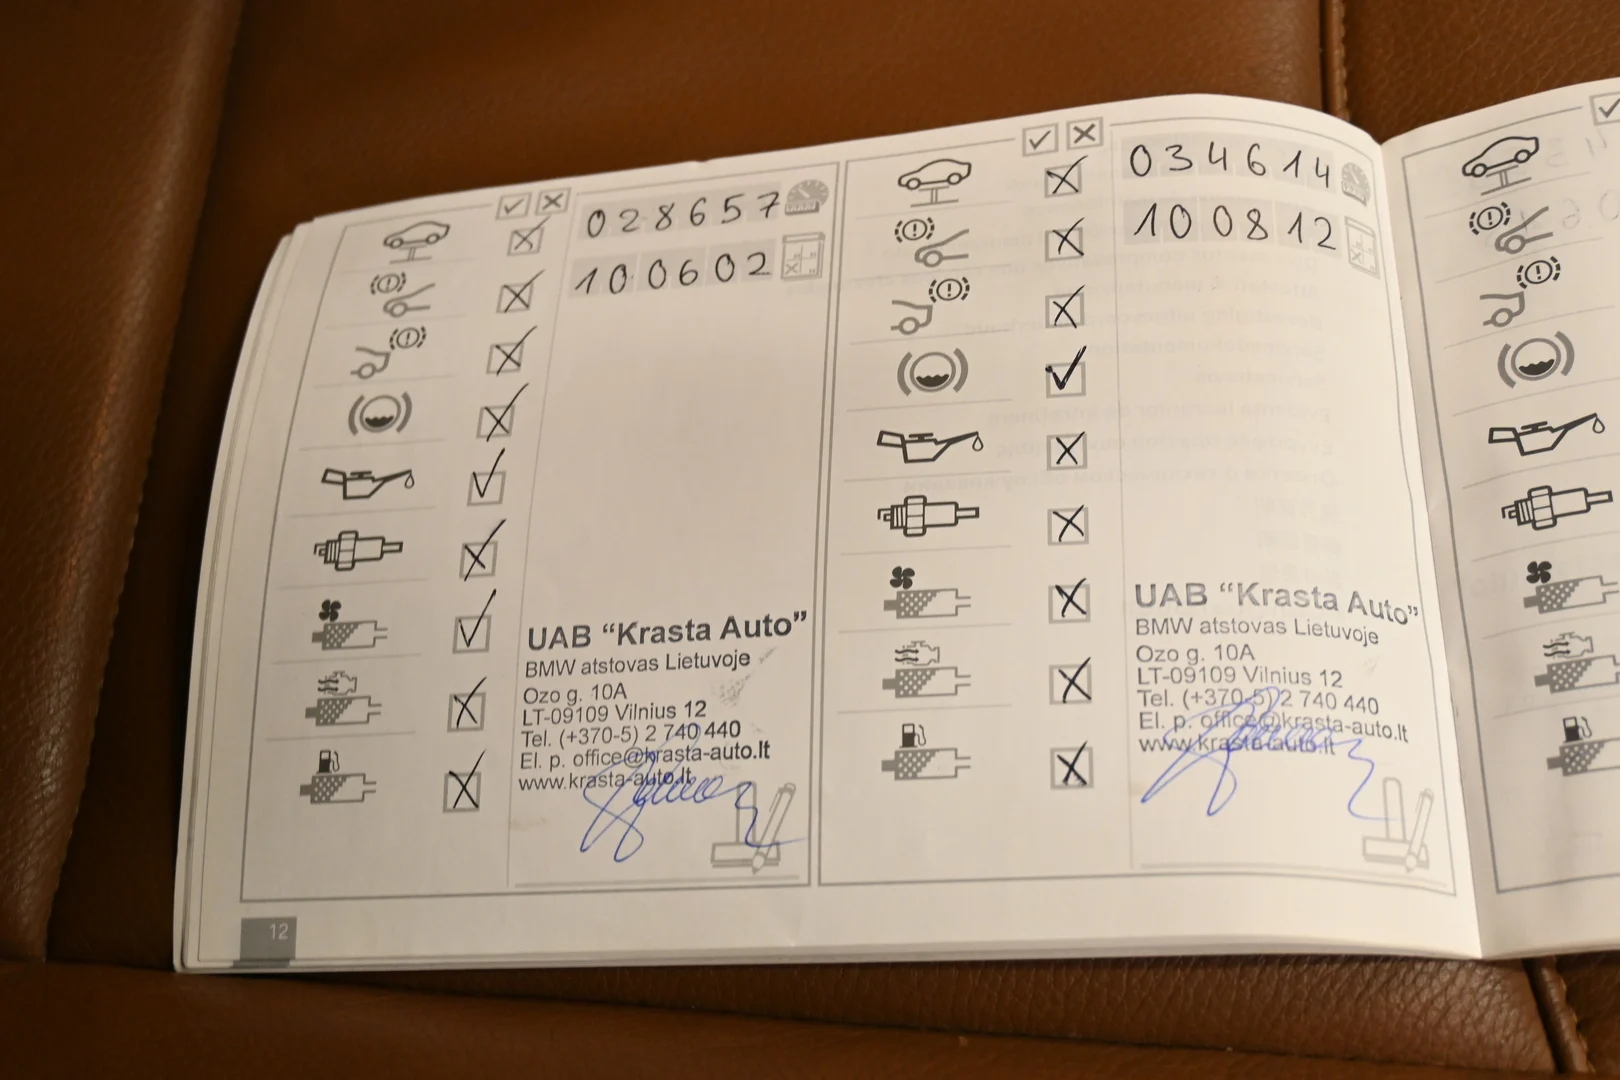 028657
100602
UAB “Krasta Auto”
BMW atstovas Lietuvoje
Ozo g. 10A
LT-09109 Vilnius 12
Tel. (+370-5) 2 740 440
El. p. office@krasta-auto.lt
www.krasta-auto.lt
12
034614
100812
UAB “Krasta Auto”
BMW atstovas Lietuvoje
Ozo g. 10A
LT-09109 Vilnius 12
Tel. (+370-5) 2 740 440
El. p. office@krasta-auto.lt
www.krasta-auto.lt